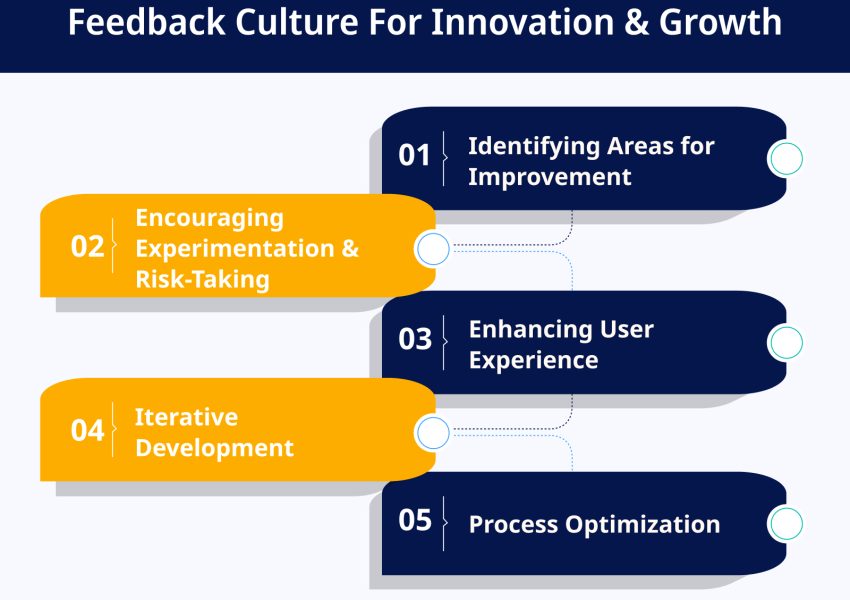 Feedback Culture For Innovation & Growth
01
Identifying Areas for
Improvement
02
Encouraging
Experimentation &
Risk-Taking
03
Enhancing User
Experience
04
Iterative
Development
05
Process Optimization